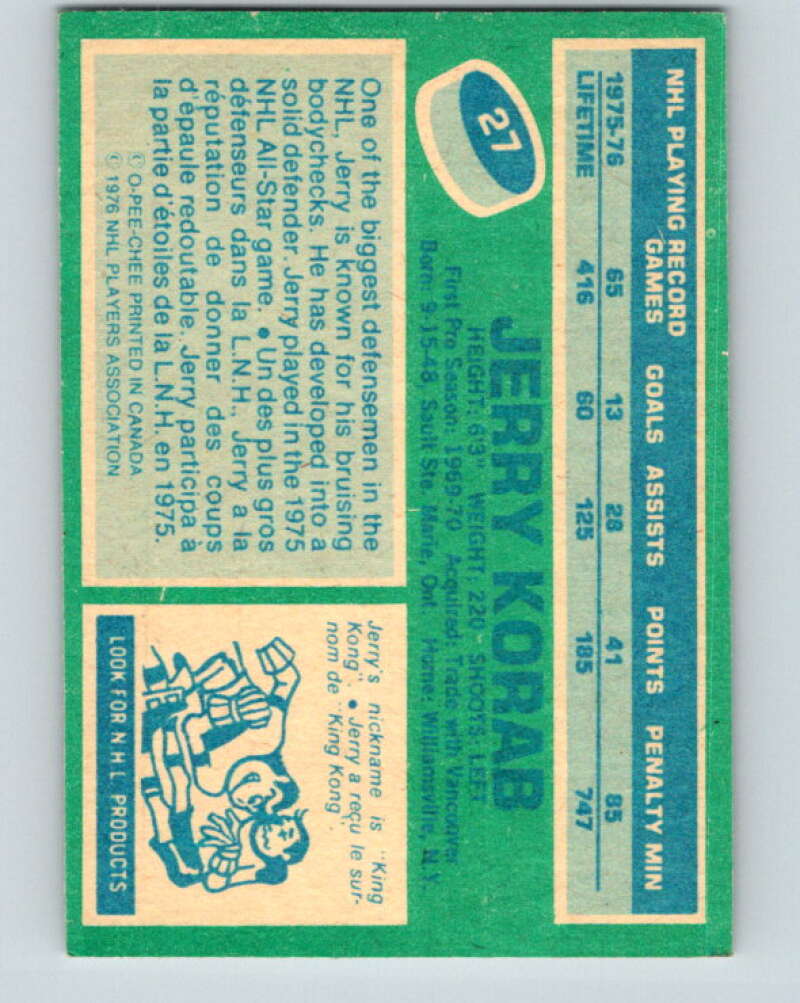 27
JERRY KORAB
HEIGHT: 6'3" WEIGHT: 220 SHOOTS: LEFT
First Pro Season: 1969-70 Acquired: Trade with Vancouver
Born: 9-15-48, Sault Ste. Marie, Ont. Home: Williamsville, N.Y.
NHL PLAYING RECORD
GAMES GOALS ASSISTS POINTS PENALTY MIN
1975-76 65 13 28 41 85
LIFETIME 416 60 125 185 747
One of the biggest defensemen in the
NHL, Jerry is known for his bruising
bodychecks. He has developed into a
solid defender. Jerry played in the 1975
NHL All-Star game. • Un des plus gros
défenseurs dans la L.N.H., Jerry a la
réputation de donner des coups
d'epaule redoutable. Jerry participa à
la partie d'étoiles de la L.N.H. en 1975.
© O-PEE-CHEE PRINTED IN CANADA
© 1976 NHL PLAYERS ASSOCIATION
Jerry's nickname is "King
Kong". • Jerry a reçu le sur-
nom de "King Kong"
LOOK FOR NHL PRODUCTS